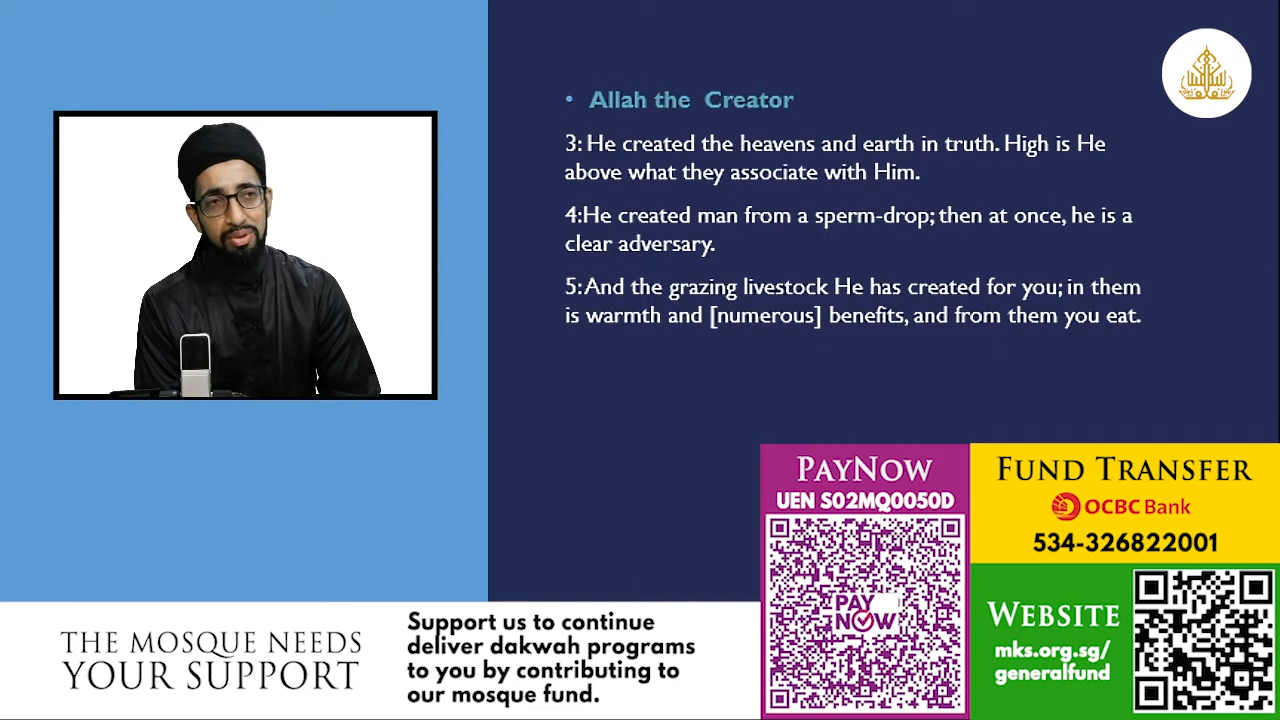 • Allah the Creator
3: He created the heavens and earth in truth. High is He
above what they associate with Him.
4:He created man from a sperm-drop; then at once, he is a
clear adversary.
5:And the grazing livestock He has created for you; in them
is warmth and [numerous] benefits, and from them you eat.
PAYNOW
UEN S02MQ0050D
PAY
NOW
FUND TRANSFER
OCBC Bank
534-326822001
WEBSITE
mks.org.sg/
generalfund
THE MOSQUE NEEDS
YOUR SUPPORT
Support us to continue
deliver dakwah programs
to you by contributing to
our mosque fund.